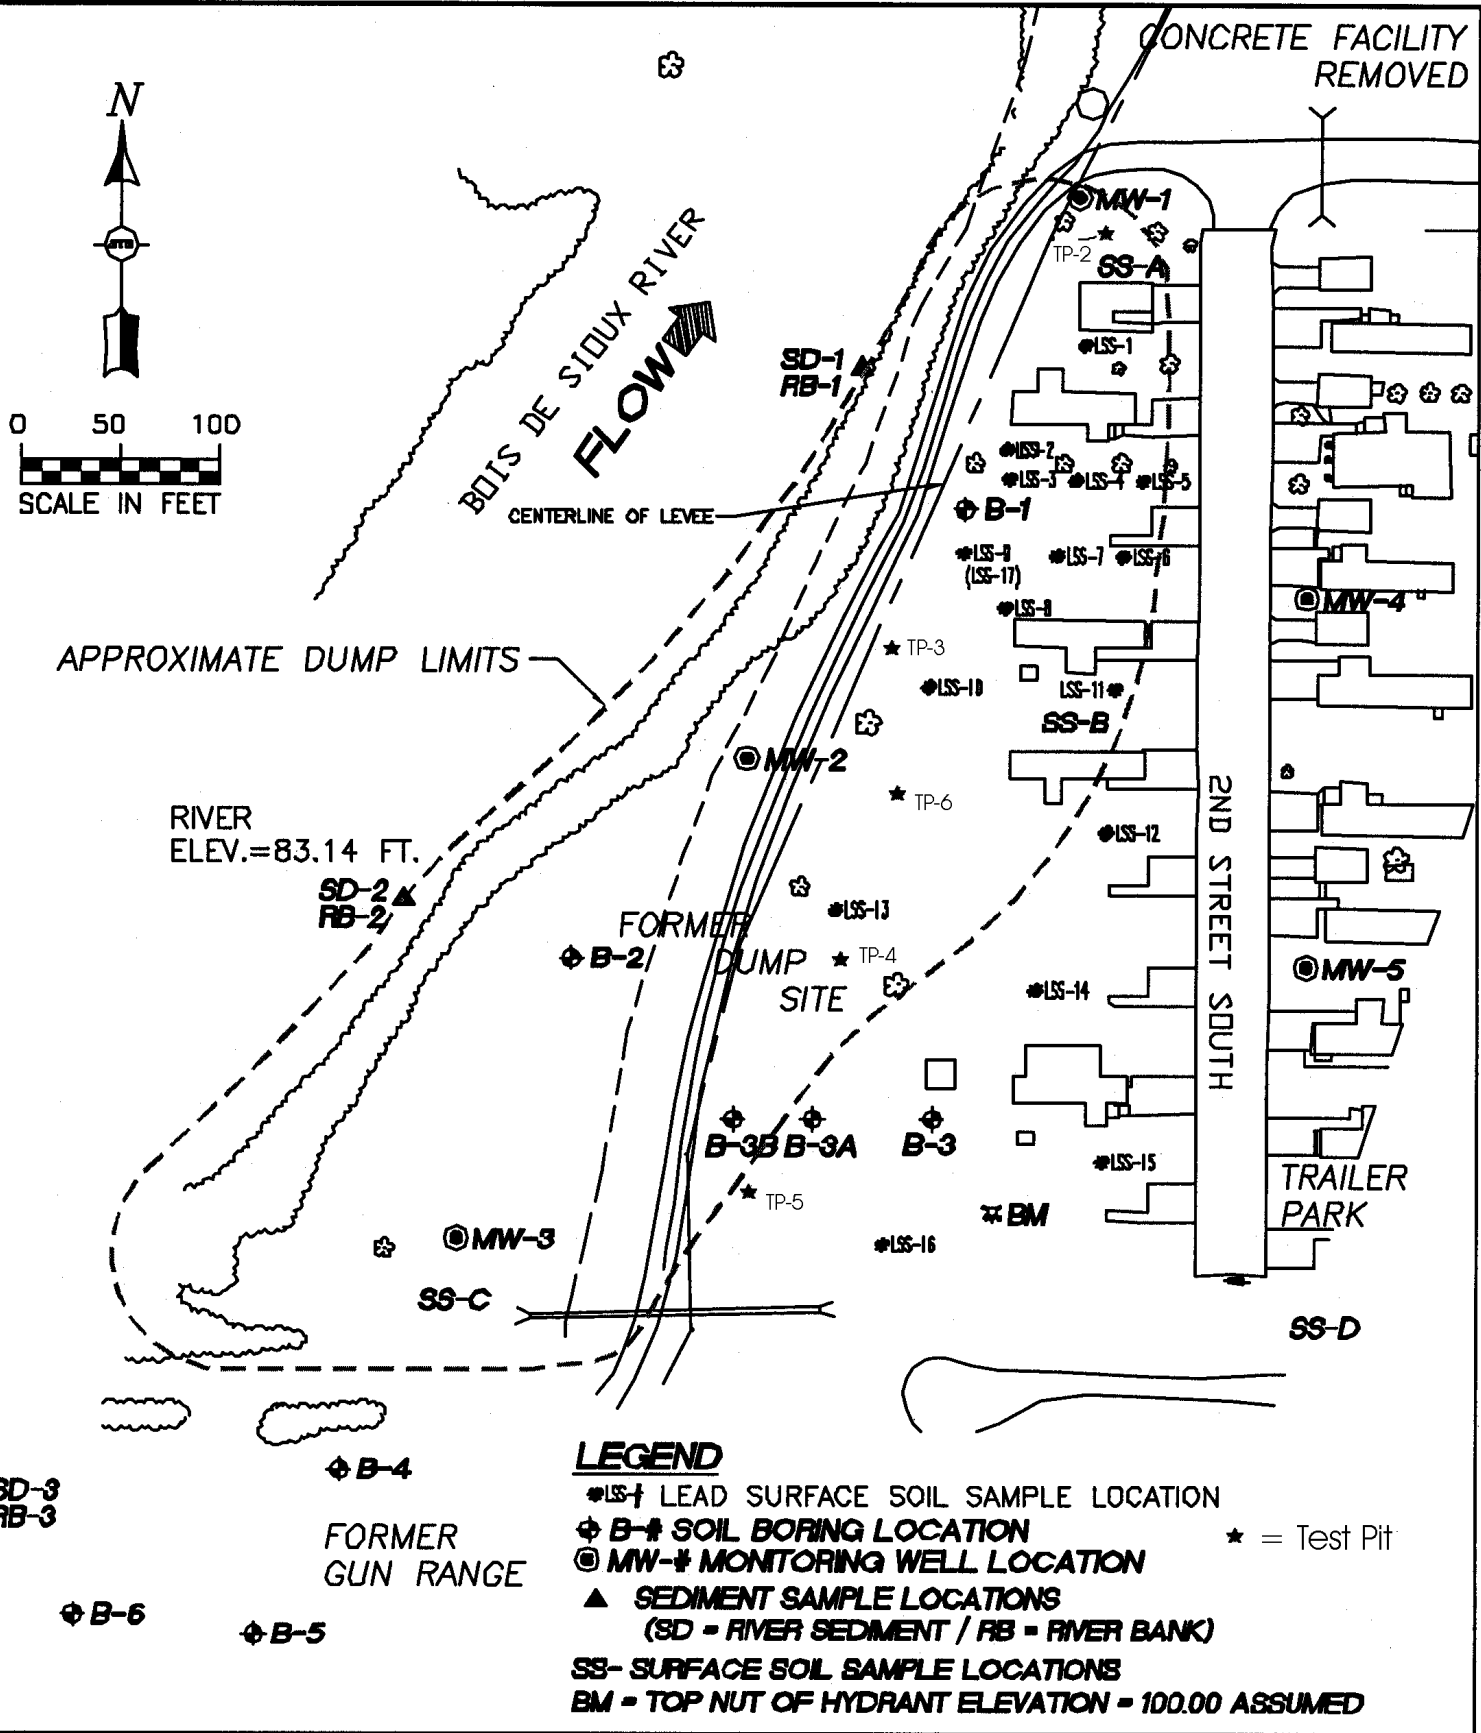 CONCRETE FACILITY
REMOVED
N
MW-1
TP-2
SS-A
BOIS DE SIOUX RIVER
FLOW
SD-1
RB-1
LSS-1
0 50 100
SCALE IN FEET
CENTERLINE OF LEVEE
LSS-2
LSS-3
LSS-4
LSS-5
B-1
(LSS-17)
LSS-7
LSS-6
MW-4
TP-3
APPROXIMATE DUMP LIMITS
LSS-10
LSS-11
SS-B
MW-2
TP-6
2ND STREET SOUTH
RIVER
ELEV.=83.14 FT.
LSS-12
SD-2
RB-2
LSS-13
FORMER
DUMP
SITE
B-2
TP-4
MW-5
LSS-14
B-3B
B-3A
B-3
LSS-15
TRAILER
PARK
TP-5
BM
MW-3
LSS-16
SS-C
SS-D
B-4
SD-3
RB-3
FORMER
GUN RANGE
B-6
B-5
LEGEND
LSS-# LEAD SURFACE SOIL SAMPLE LOCATION
B-# SOIL BORING LOCATION
★ = Test Pit
MW-# MONITORING WELL LOCATION
▲ SEDIMENT SAMPLE LOCATIONS
(SD = RIVER SEDIMENT / RB = RIVER BANK)
SS- SURFACE SOIL SAMPLE LOCATIONS
BM = TOP NUT OF HYDRANT ELEVATION = 100.00 ASSUMED